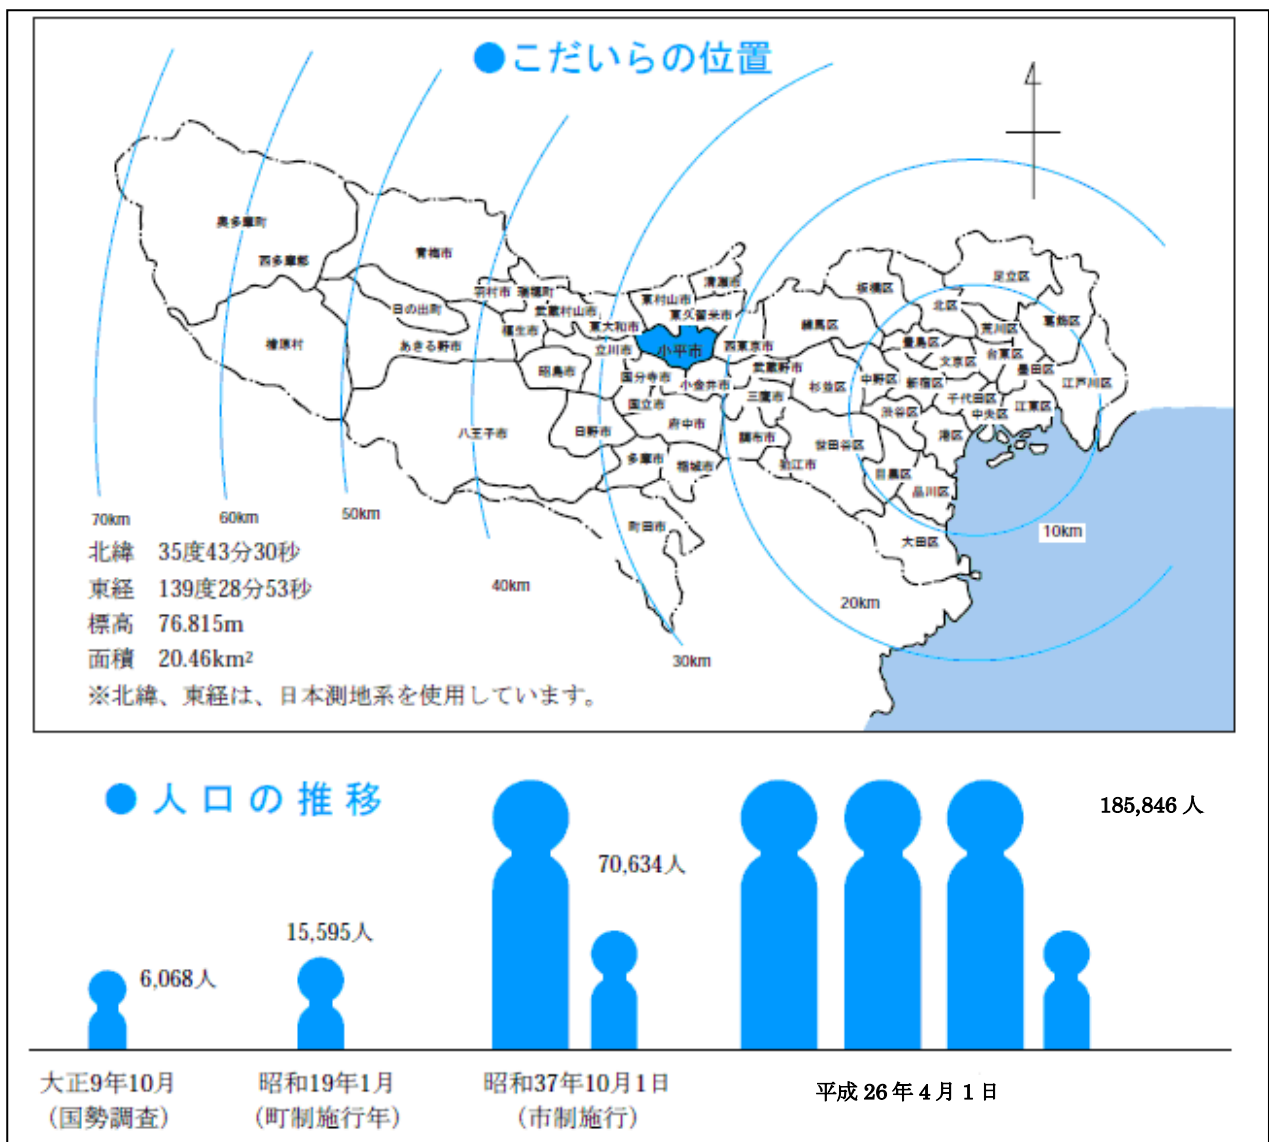 ●こだいらの位置
奥多摩町
西多摩郡
青梅市
羽村市
瑞穂町
日の出町
檜原村
あきる野市
福生市
武蔵村山市
東大和市
東村山市
清瀬市
東久留米市
小平市
西東京市
立川市
昭島市
国分寺市
小金井市
武蔵野市
三鷹市
国立市
府中市
八王子市
日野市
調布市
多摩市
稲城市
狛江市
町田市
板橋区
北区
足立区
練馬区
豊島区
荒川区
葛飾区
文京区
台東区
墨田区
江戸川区
杉並区
中野区
新宿区
千代田区
中央区
江東区
渋谷区
港区
世田谷区
目黒区
品川区
大田区
70km
60km
50km
40km
30km
20km
10km
北緯 35度43分30秒
東経 139度28分53秒
標高 76.815m
面積 20.46km²
※北緯、東経は、日本測地系を使用しています。
●人口の推移
6,068人
15,595人
70,634人
185,846人
大正9年10月
（国勢調査）
昭和19年1月
（町制施行年）
昭和37年10月1日
（市制施行）
平成26年4月1日